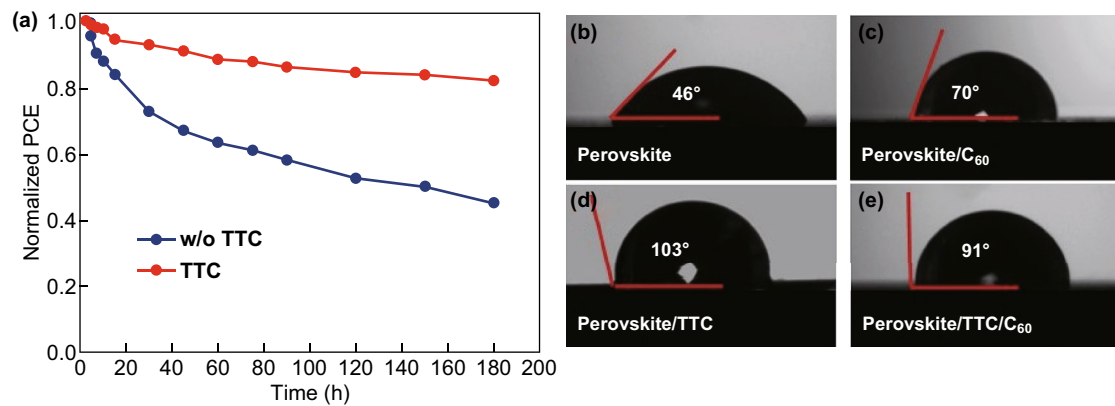 (a)
Normalized PCE
1.0
0.8
0.6
0.4
0.2
0.0
0 20 40 60 80 100 120 140 160 180 200
Time (h)
w/o TTC
TTC
(b)
46°
Perovskite
(c)
70°
Perovskite/C₆₀
(d)
103°
Perovskite/TTC
(e)
91°
Perovskite/TTC/C₆₀